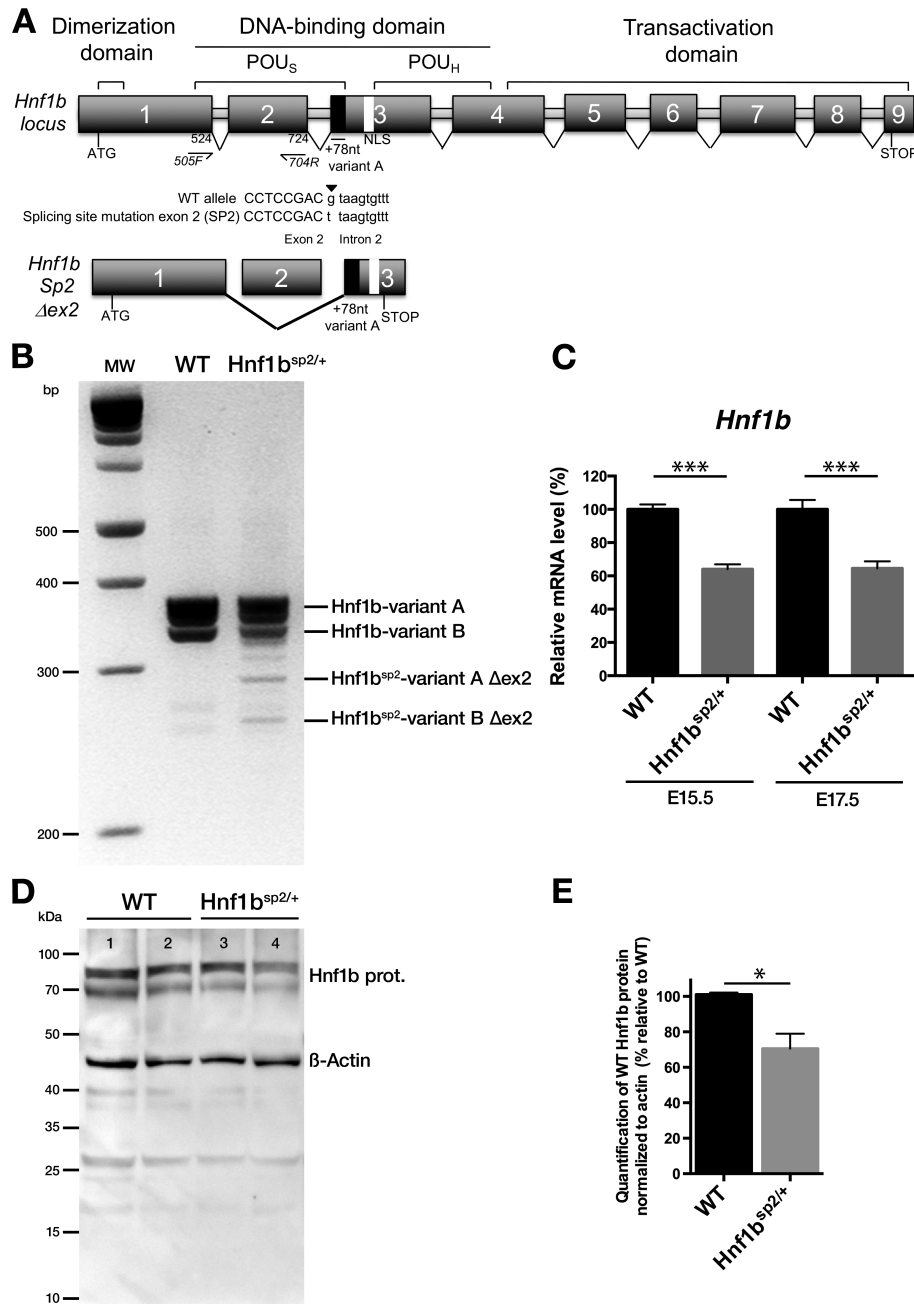 A
Dimerization domain
DNA-binding domain
Transactivation domain
POUS
POUH
Hnf1b locus
1 2 3 4 5 6 7 8 9
ATG
524
505F
724
704R
+78nt variant A
NLS
STOP
WT allele CCTCCGAC g taagtgttt
Splicing site mutation exon 2 (SP2) CCTCCGAC t taagtgttt
Exon 2 Intron 2
Hnf1b Sp2 Δex2
1 2 3
ATG
+78nt variant A
STOP
B
MW WT Hnf1bsp2/+
bp
500
400
300
200
Hnf1b-variant A
Hnf1b-variant B
Hnf1bsp2-variant A Δex2
Hnf1bsp2-variant B Δex2
C
Hnf1b
Relative mRNA level (%)
120
100
80
60
40
20
0
*** ***
WT Hnf1bsp2/+ WT Hnf1bsp2/+
E15.5 E17.5
D
WT Hnf1bsp2/+
kDa
1 2 3 4
100
70
50
40
35
25
15
10
Hnf1b prot.
ß-Actin
E
Quantification of WT Hnf1b protein
normalized to actin (% relative to WT)
100
80
60
40
20
0
*
WT Hnf1bsp2/+